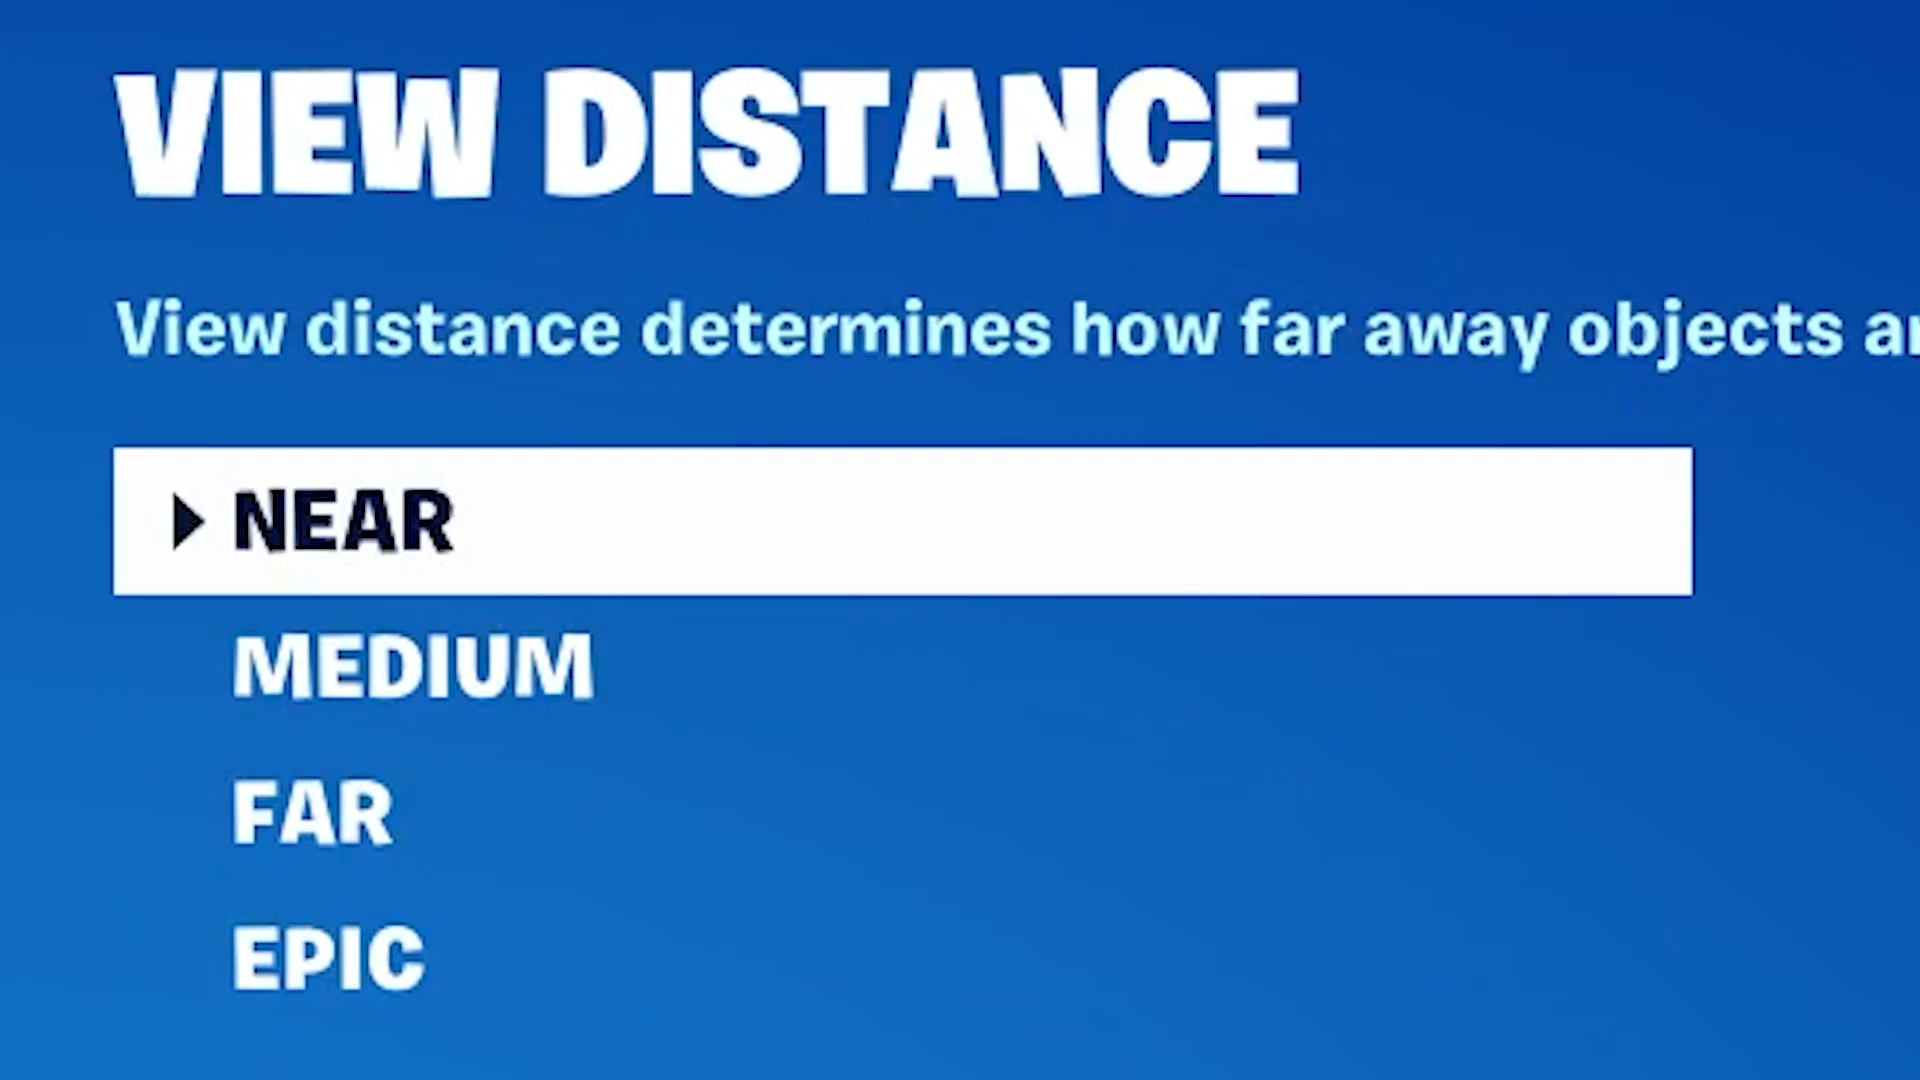 VIEW DISTANCE
View distance determines how far away objects
NEAR
MEDIUM
FAR
EPIC